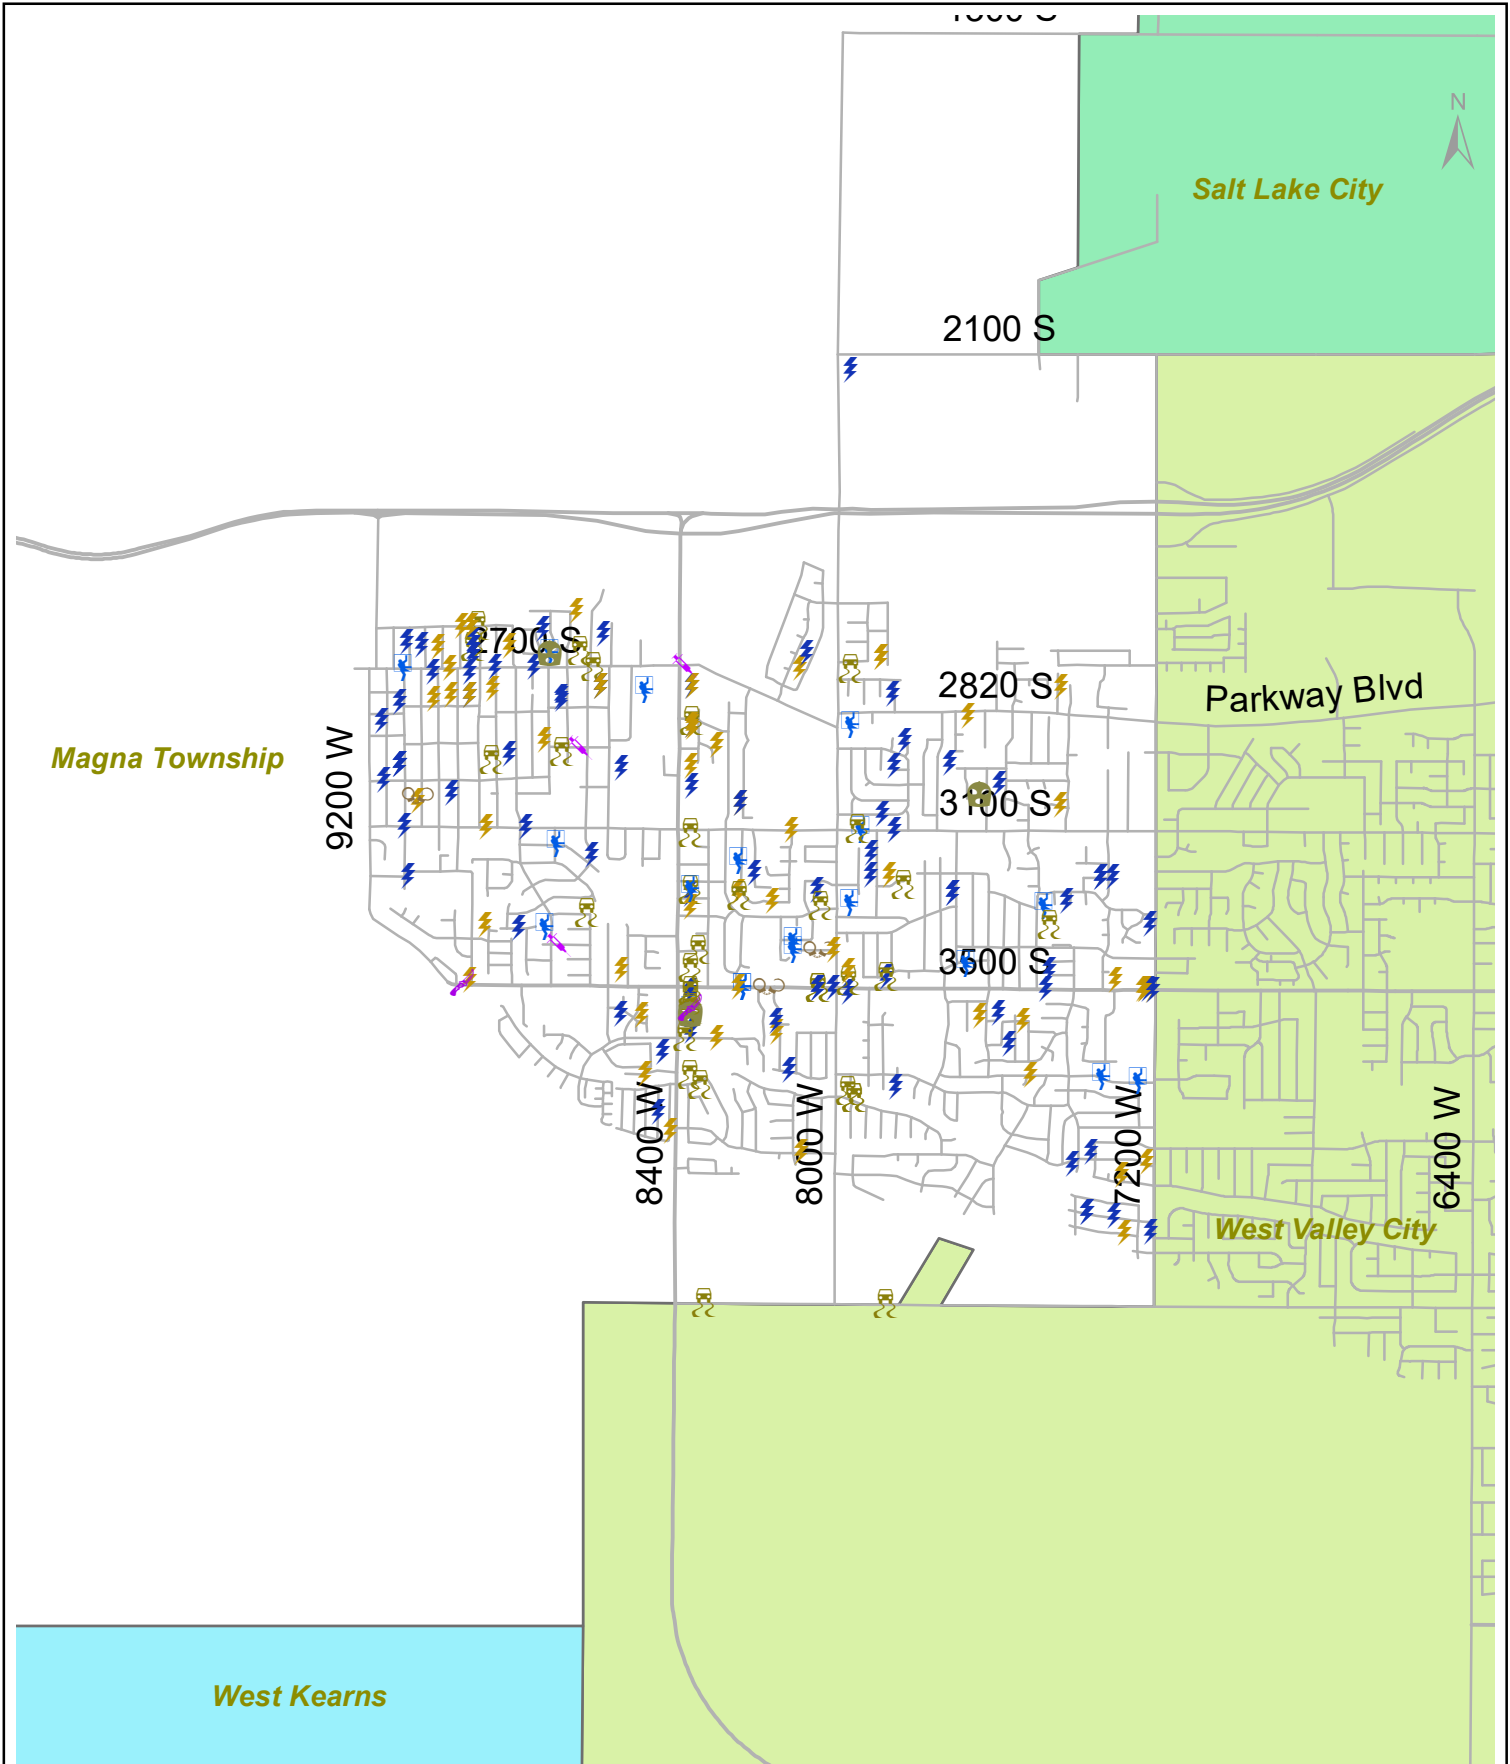 N
Salt Lake City
2100 S
2700 S
2820 S
Parkway Blvd
Magna Township
9200 W
3100 S
3500 S
8400 W
8000 W
7200 W
6400 W
West Valley City
West Kearns